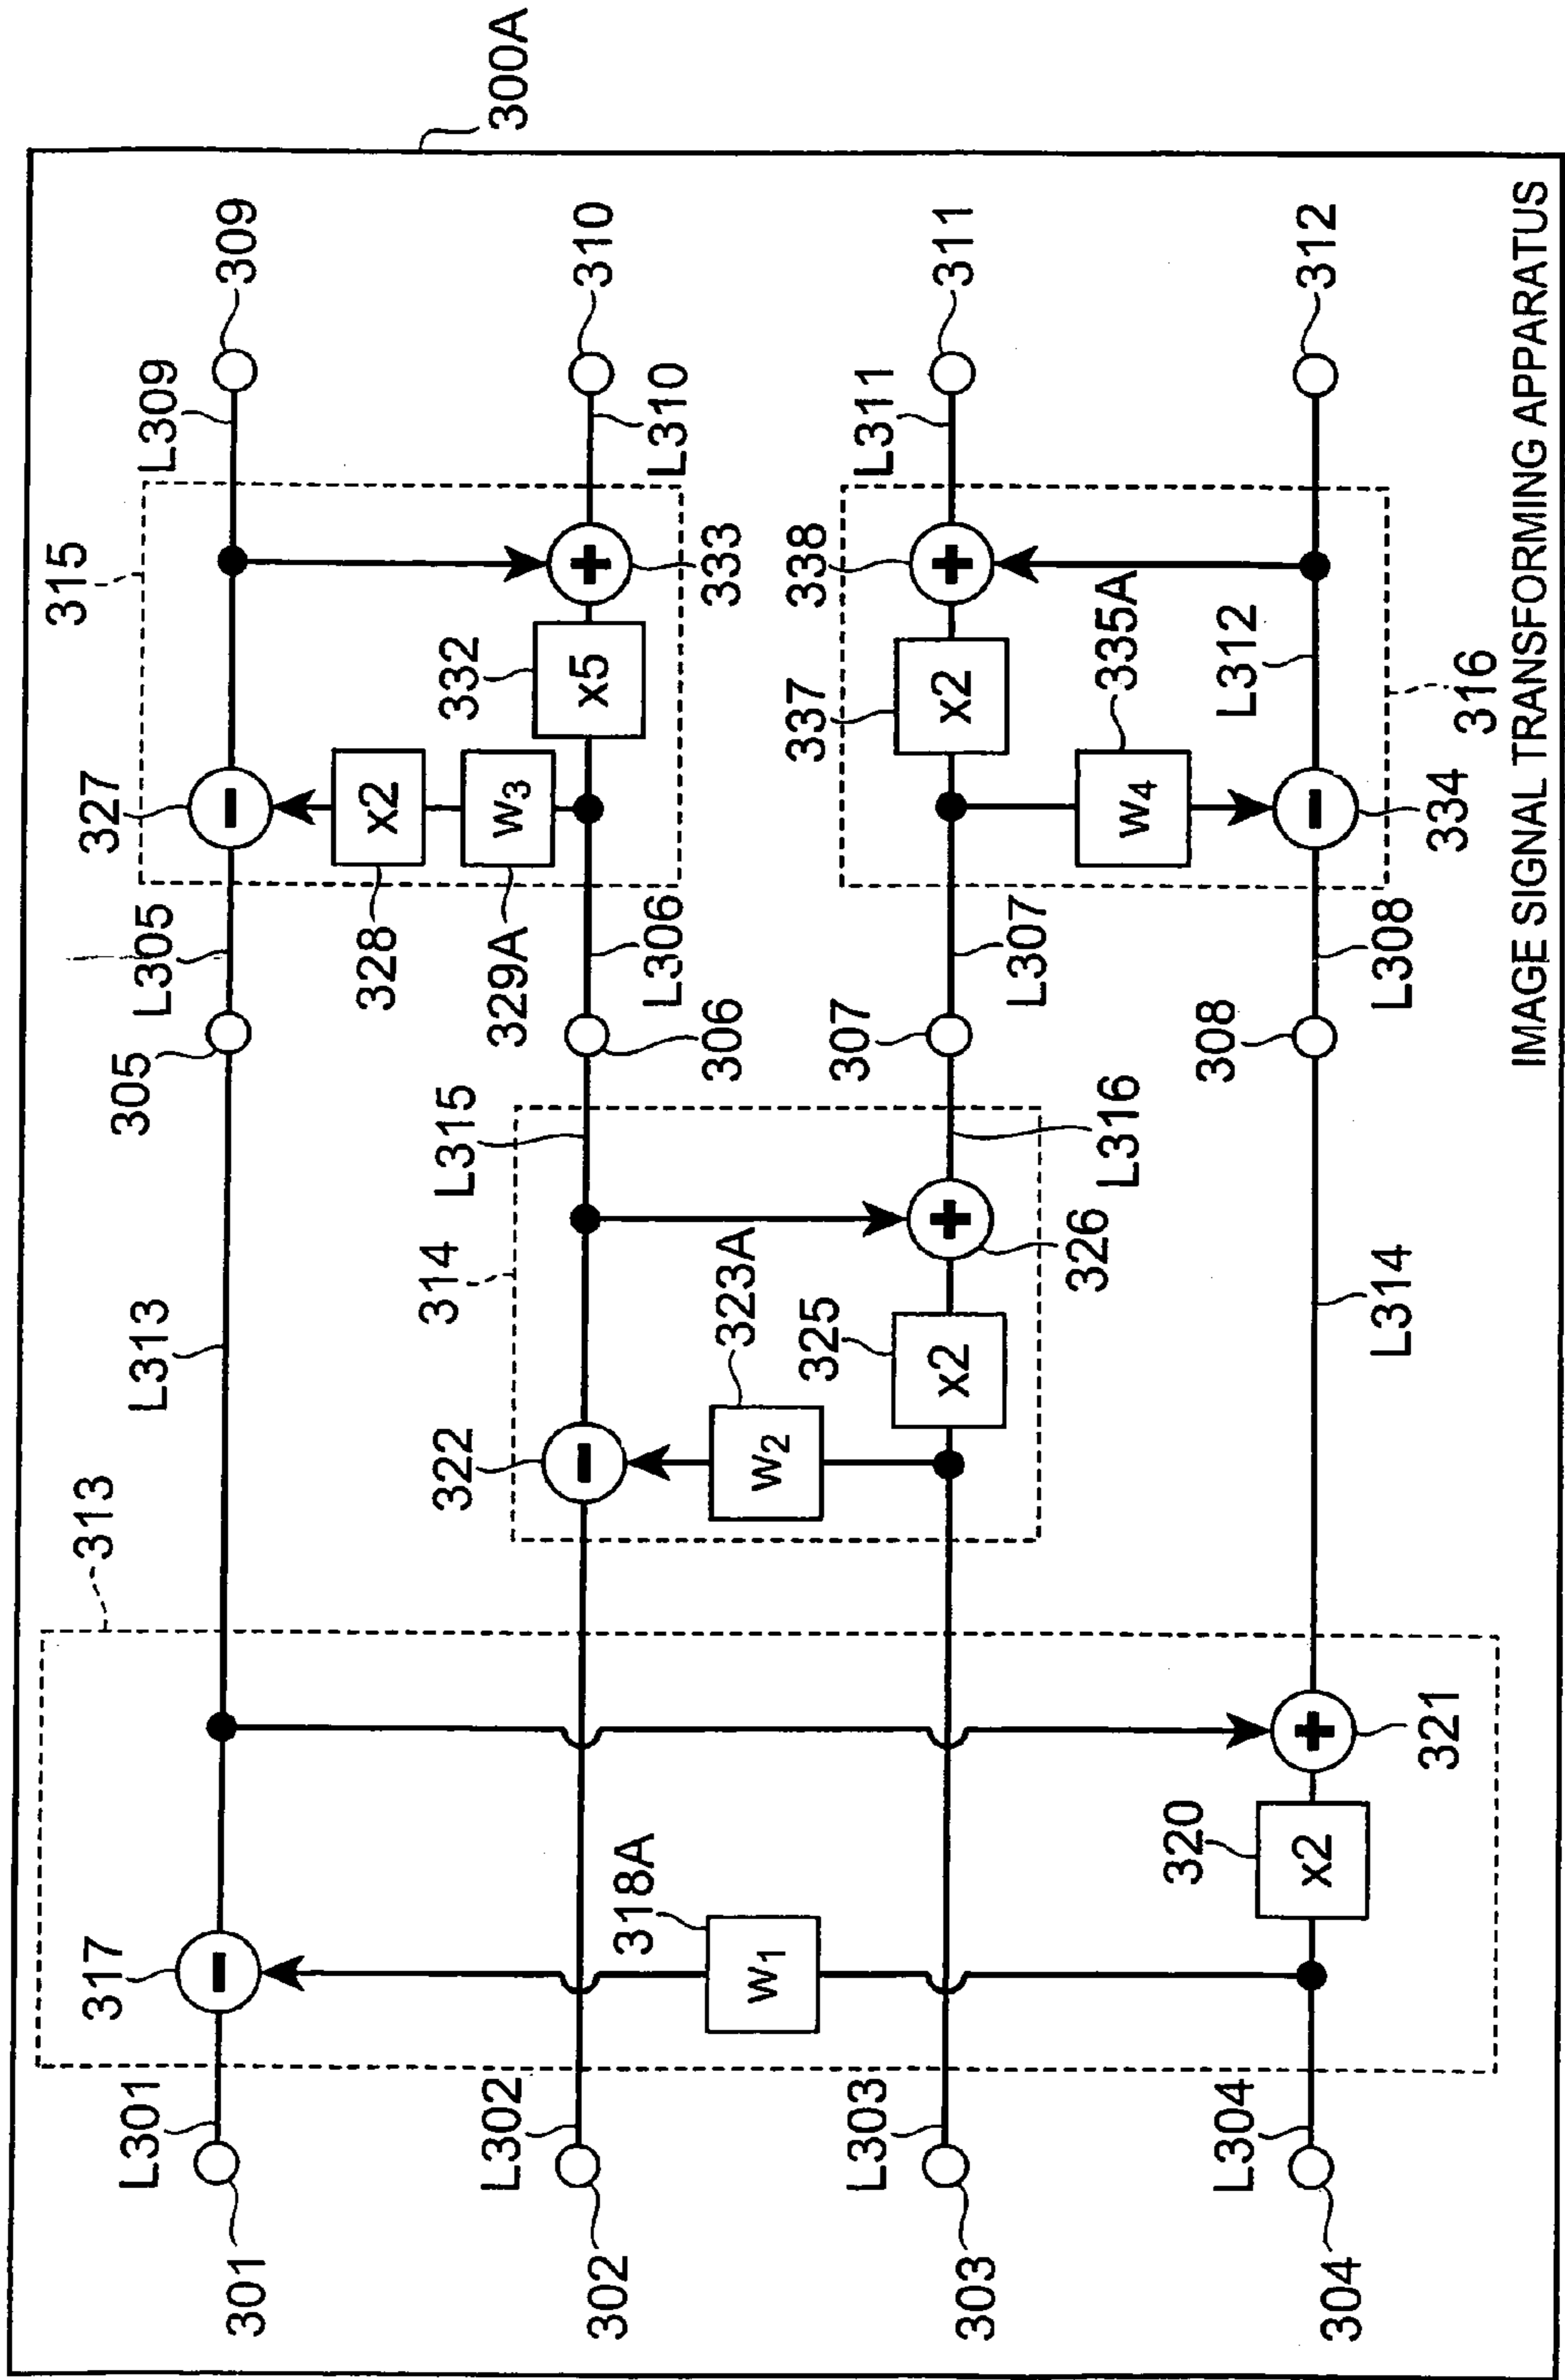 300A
313
L313
L305
315
L309
309
317
305
327
L301
301
328
x2
329A
w3
332
x5
333
L310
310
L306
306
L315
314
322
323A
w2
325
x2
326
L316
318A
w1
L302
302
L303
303
307
L307
337
x2
338
L311
311
335A
w4
L312
312
316
334
L308
308
L314
320
x2
321
L304
304
IMAGE SIGNAL TRANSFORMING APPARATUS